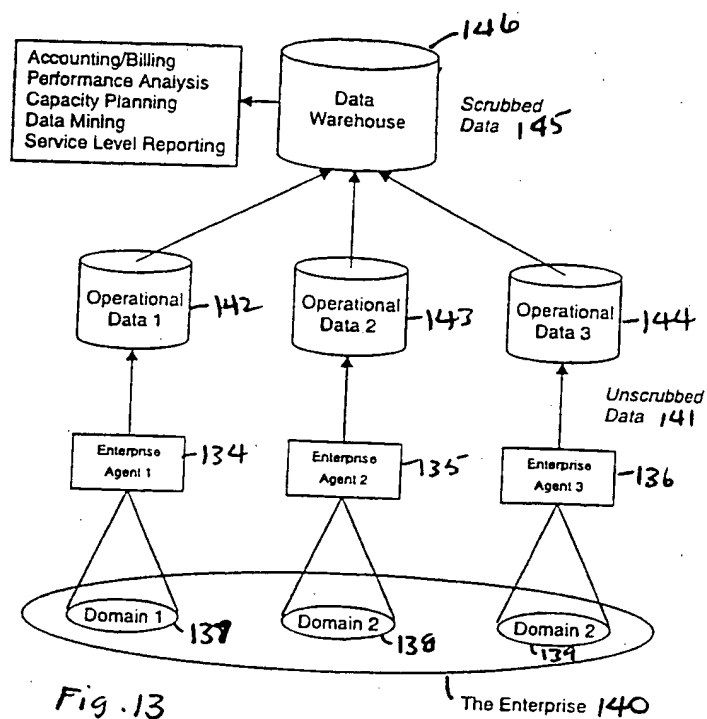 146
Accounting/Billing
Performance Analysis
Capacity Planning
Data Mining
Service Level Reporting
Data
Warehouse
Scrubbed
Data 145
Operational
Data 1
142
Operational
Data 2
143
Operational
Data 3
144
Unscrubbed
Data 141
Enterprise
Agent 1
134
Enterprise
Agent 2
135
Enterprise
Agent 3
136
Domain 1
137
Domain 2
138
Domain 2
139
Fig. 13
The Enterprise 140